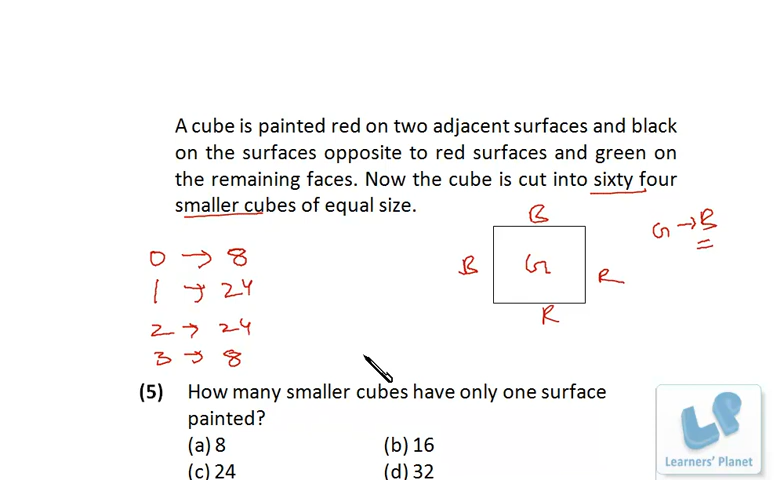 A cube is painted red on two adjacent surfaces and black
on the surfaces opposite to red surfaces and green on
the remaining faces. Now the cube is cut into sixty four
smaller cubes of equal size.
B
G → B
B G R
R
0 → 8
1 → 24
2 → 24
3 → 8
(5) How many smaller cubes have only one surface
painted?
(a) 8 (b) 16
(c) 24 (d) 32
LP
Learners' Planet